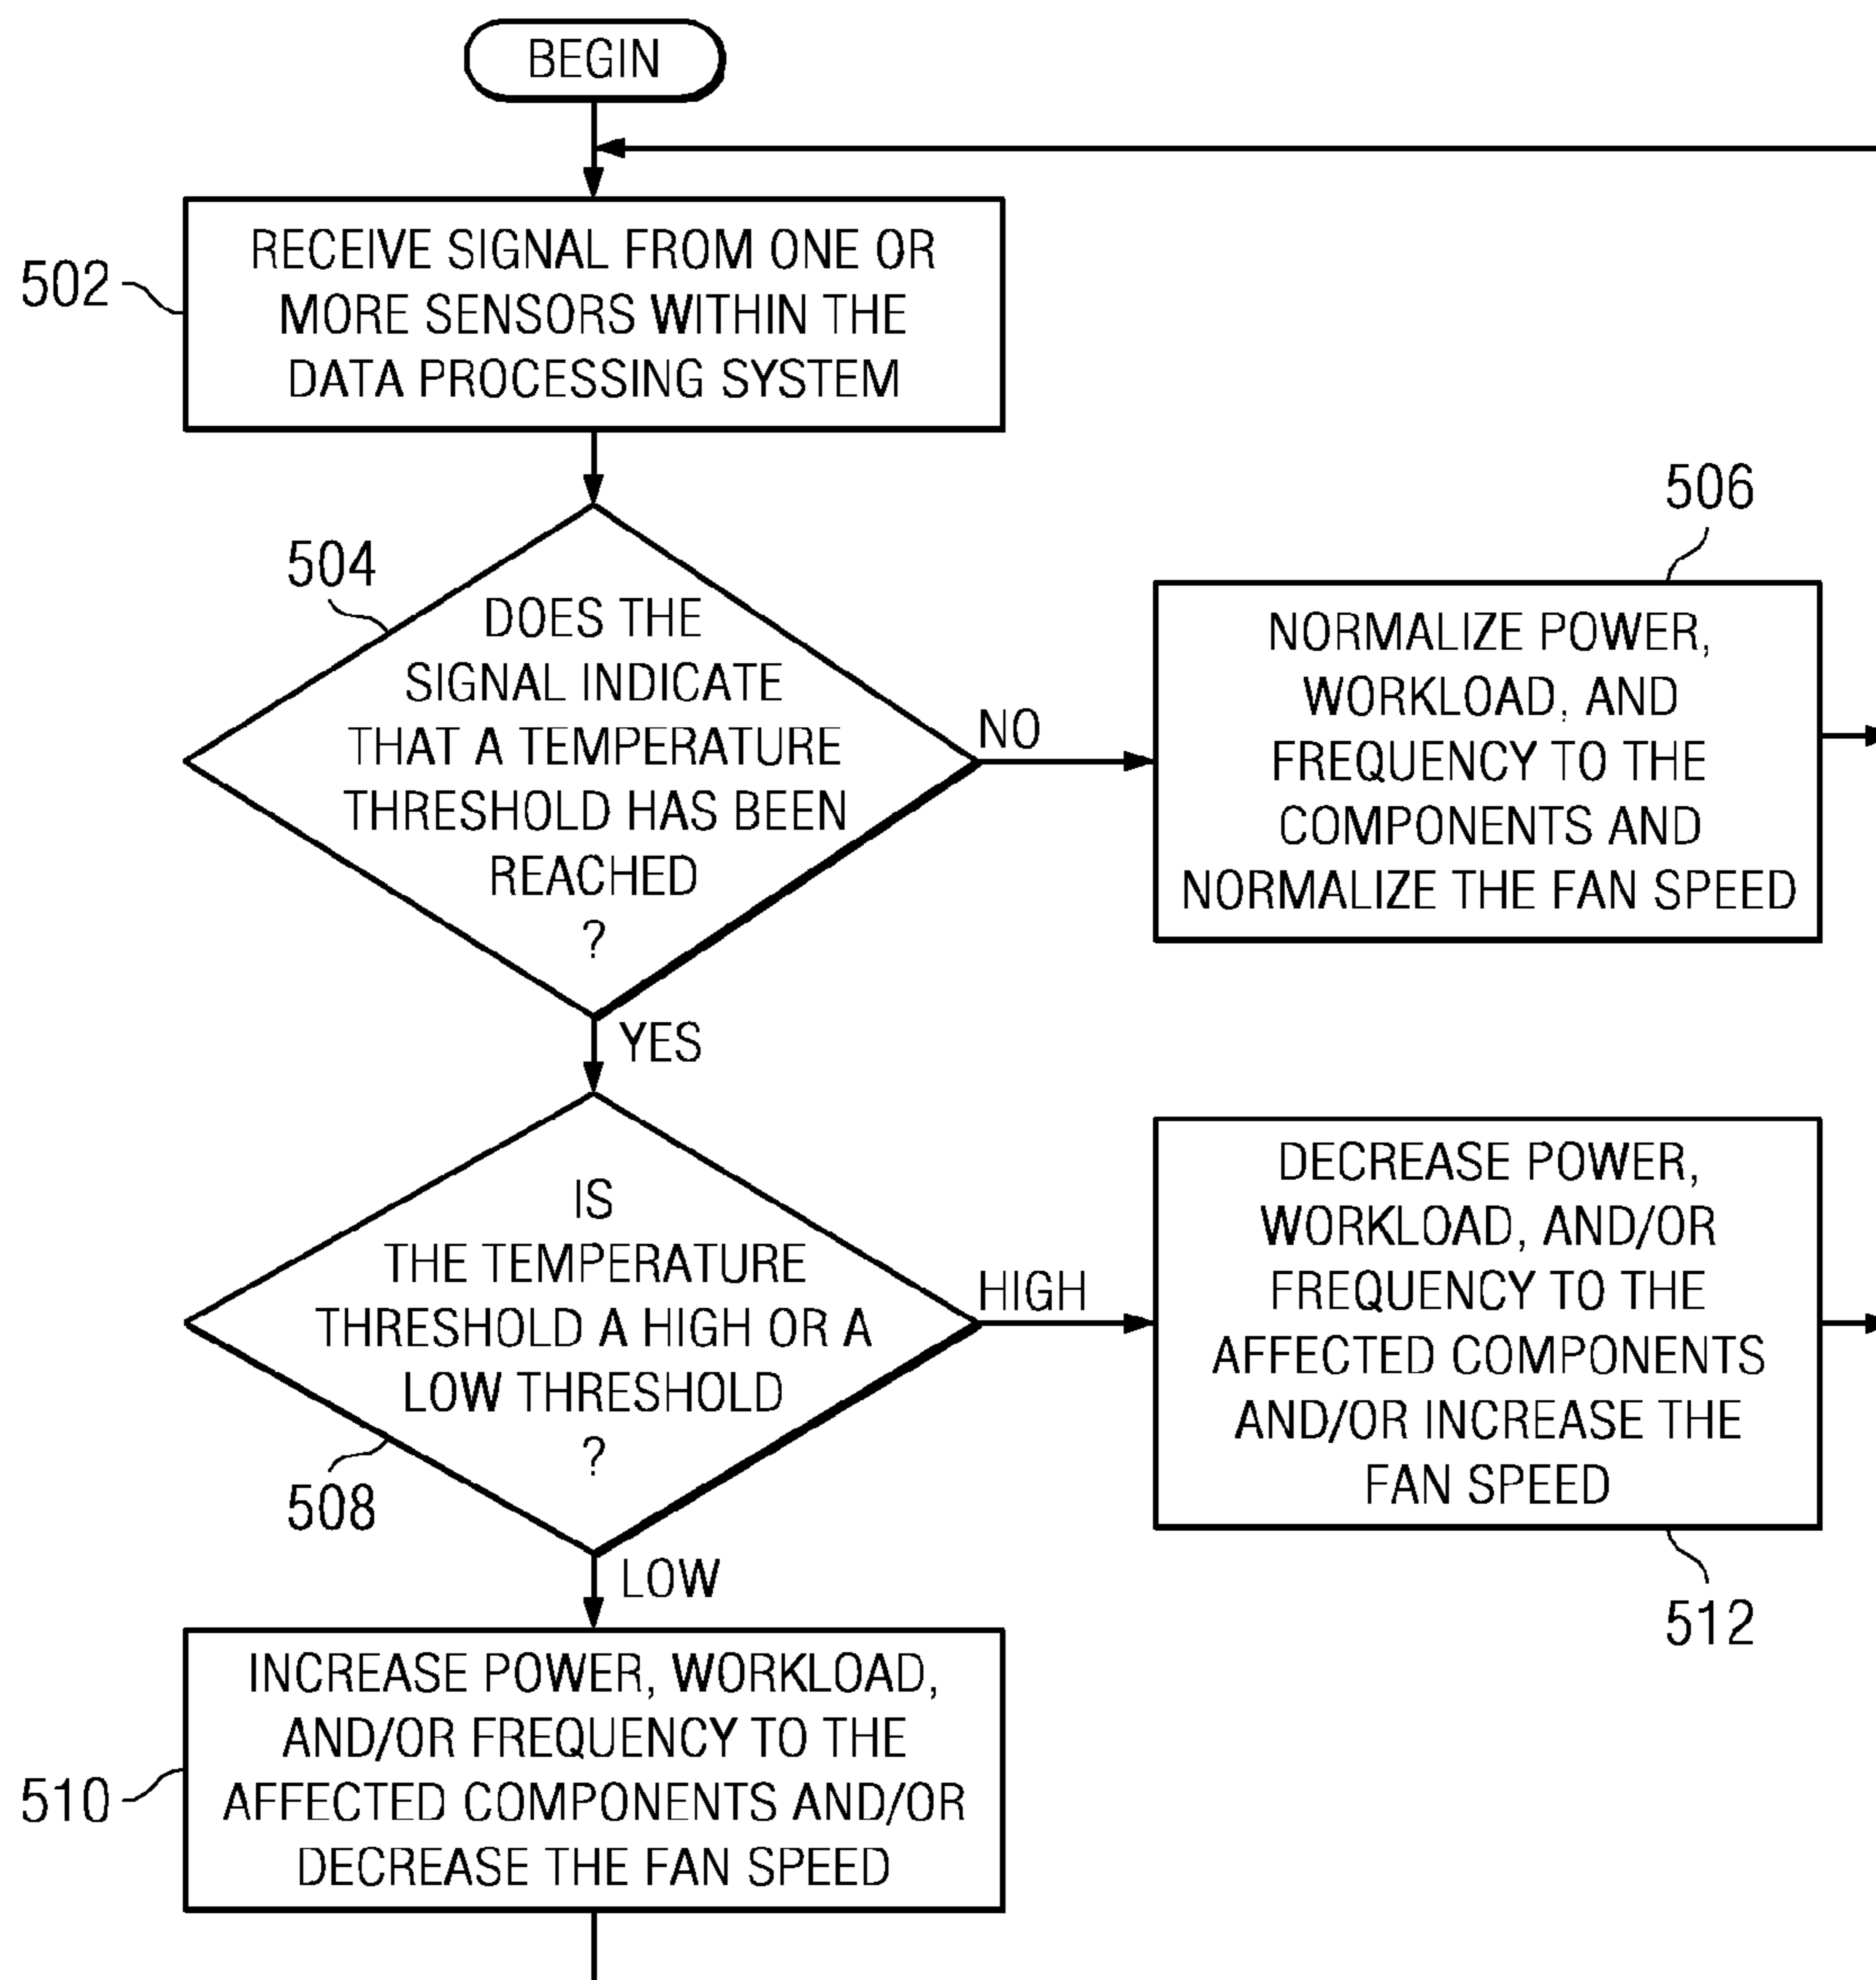 BEGIN
502
RECEIVE SIGNAL FROM ONE OR
MORE SENSORS WITHIN THE
DATA PROCESSING SYSTEM
504
DOES THE
SIGNAL INDICATE
THAT A TEMPERATURE
THRESHOLD HAS BEEN
REACHED
?
NO
506
NORMALIZE POWER,
WORKLOAD, AND
FREQUENCY TO THE
COMPONENTS AND
NORMALIZE THE FAN SPEED
YES
IS
THE TEMPERATURE
THRESHOLD A HIGH OR A
LOW THRESHOLD
?
508
HIGH
DECREASE POWER,
WORKLOAD, AND/OR
FREQUENCY TO THE
AFFECTED COMPONENTS
AND/OR INCREASE THE
FAN SPEED
512
LOW
510
INCREASE POWER, WORKLOAD,
AND/OR FREQUENCY TO THE
AFFECTED COMPONENTS AND/OR
DECREASE THE FAN SPEED